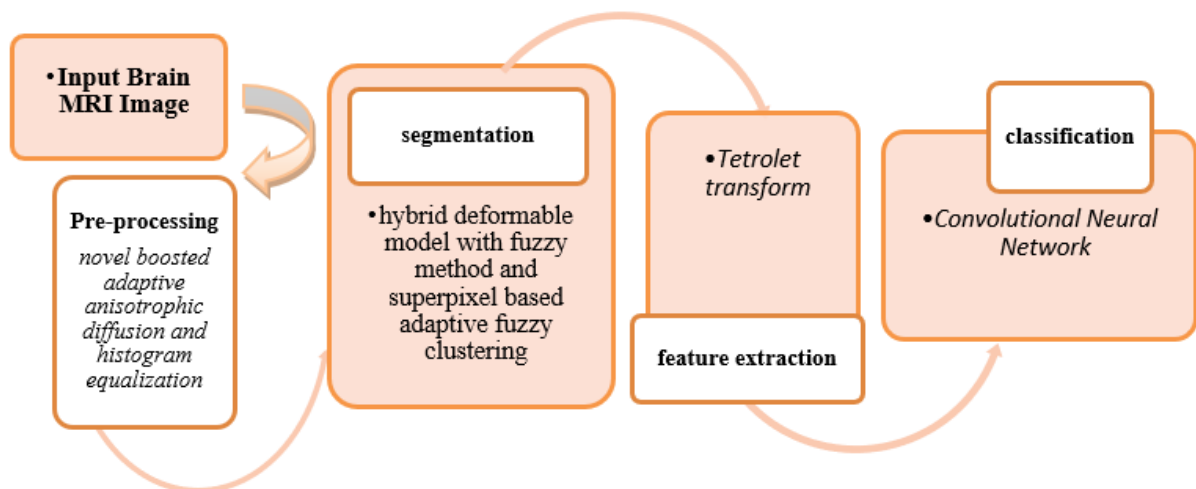 •Input Brain
MRI Image
Pre-processing
novel boosted
adaptive
anisotrophic
diffusion and
histogram
equalization
segmentation
•hybrid deformable
model with fuzzy
method and
superpixel based
adaptive fuzzy
clustering
•Tetrolet
transform
feature extraction
classification
•Convolutional Neural
Network